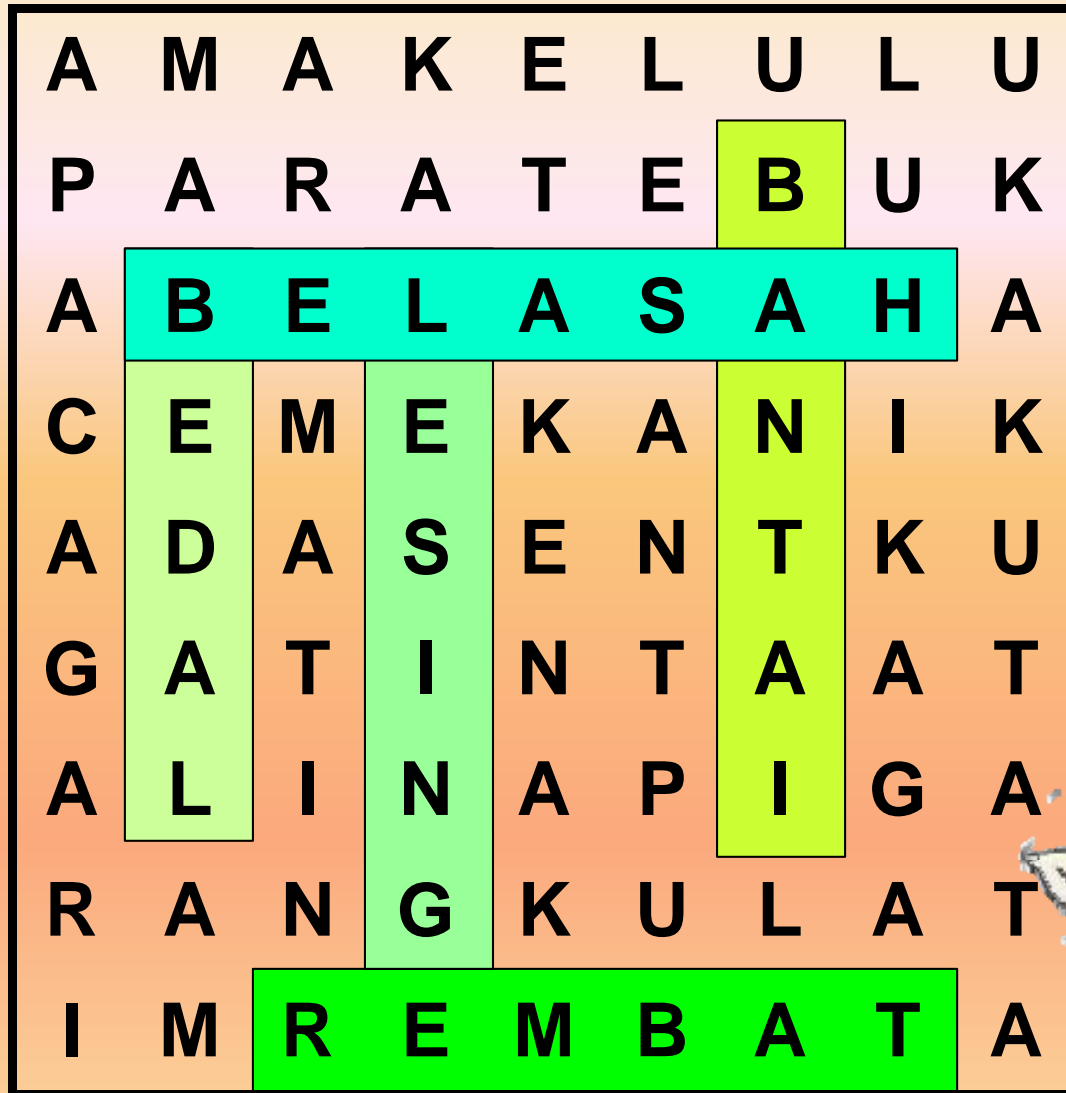 A M A K E L U L U
P A R A T E B U K
A B E L A S A H A
C E M E K A N I K
A D A S E N T K U
G A T I N T A A T
A L I N A P I G A
R A N G K U L A T
I M R E M B A T A